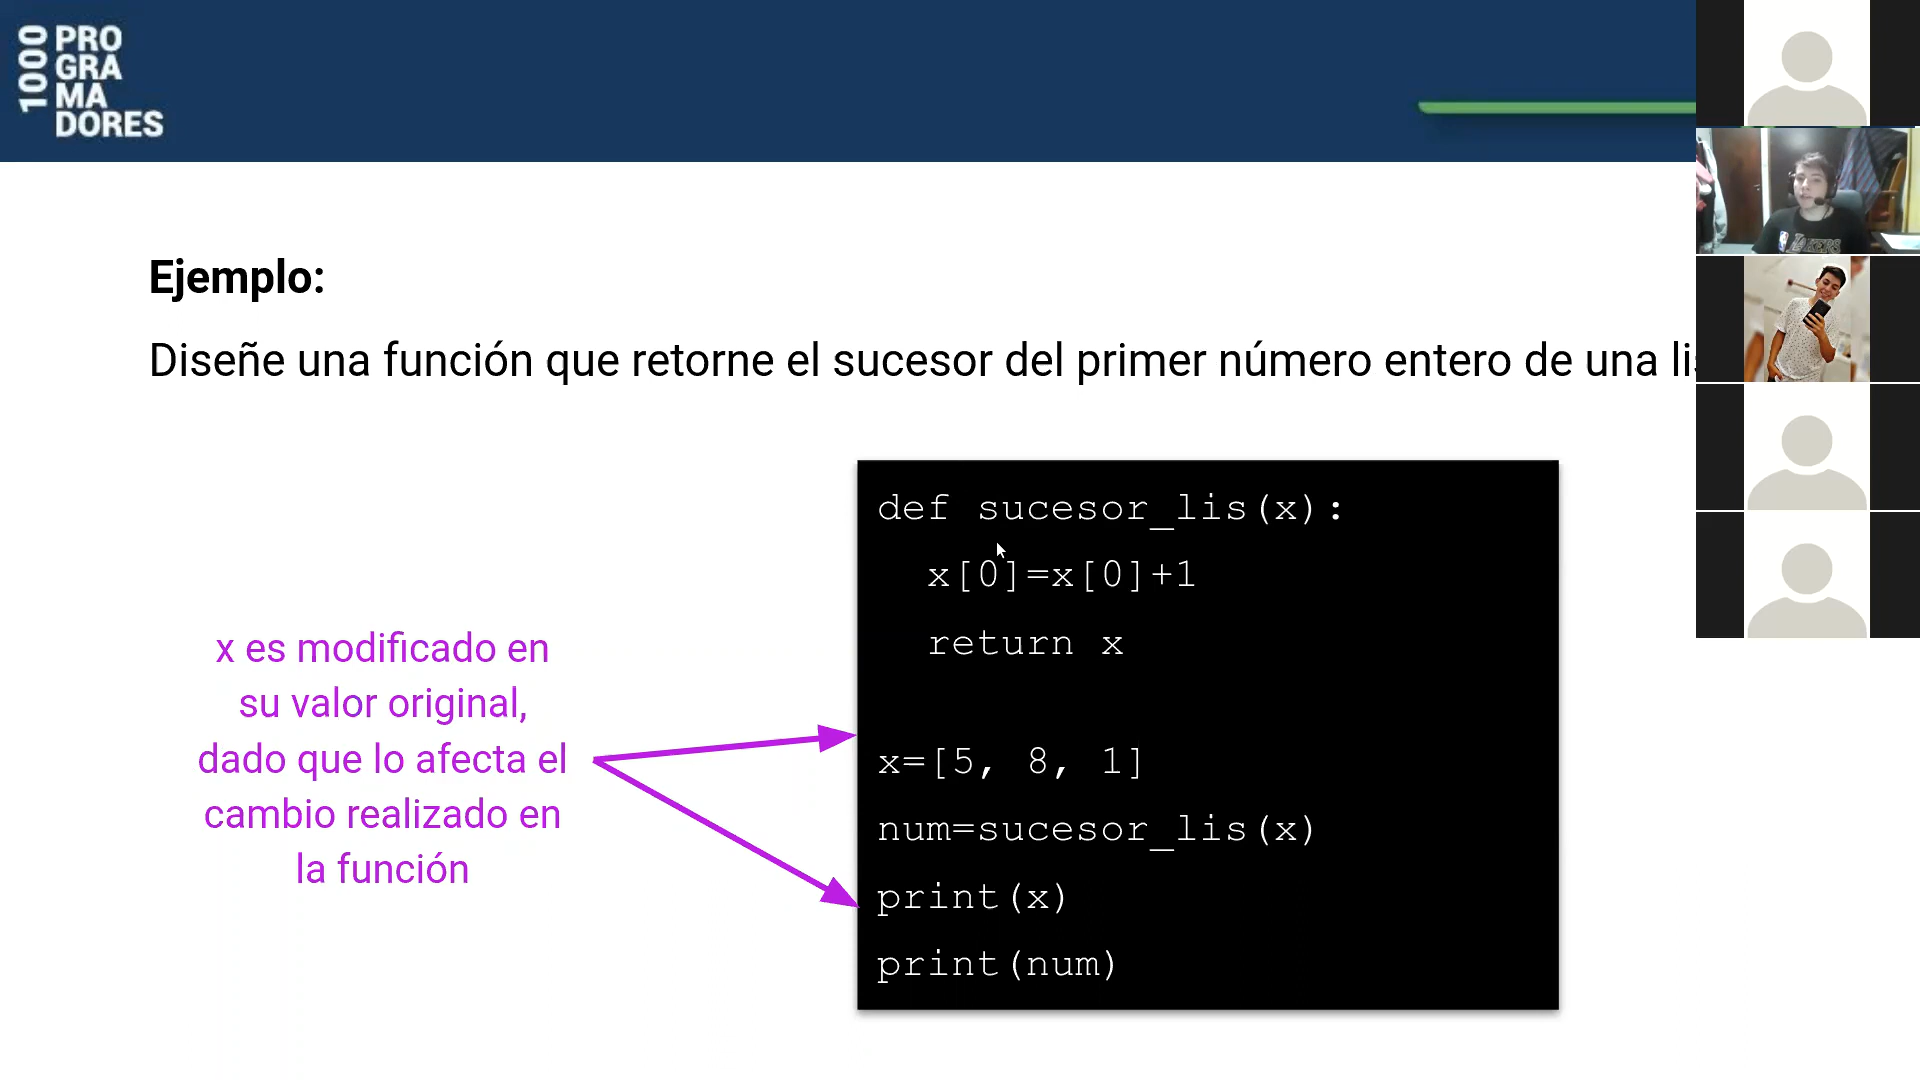 1000
PRO
GRA
MA
DORES
Ejemplo:
Diseñe una función que retorne el sucesor del primer número entero de una
x es modificado en
su valor original,
dado que lo afecta el
cambio realizado en
la función
def sucesor_lis(x):
x[0]=x[0]+1
return x
x=[5, 8, 1]
num=sucesor_lis(x)
print(x)
print(num)